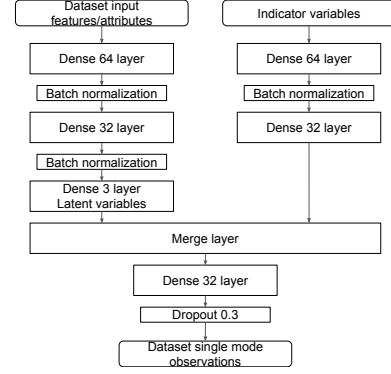 Dataset input
features/attributes
Indicator variables
Dense 64 layer
Dense 64 layer
Batch normalization
Batch normalization
Dense 32 layer
Dense 32 layer
Batch normalization
Dense 3 layer
Latent variables
Merge layer
Dense 32 layer
Dropout 0.3
Dataset single mode
observations